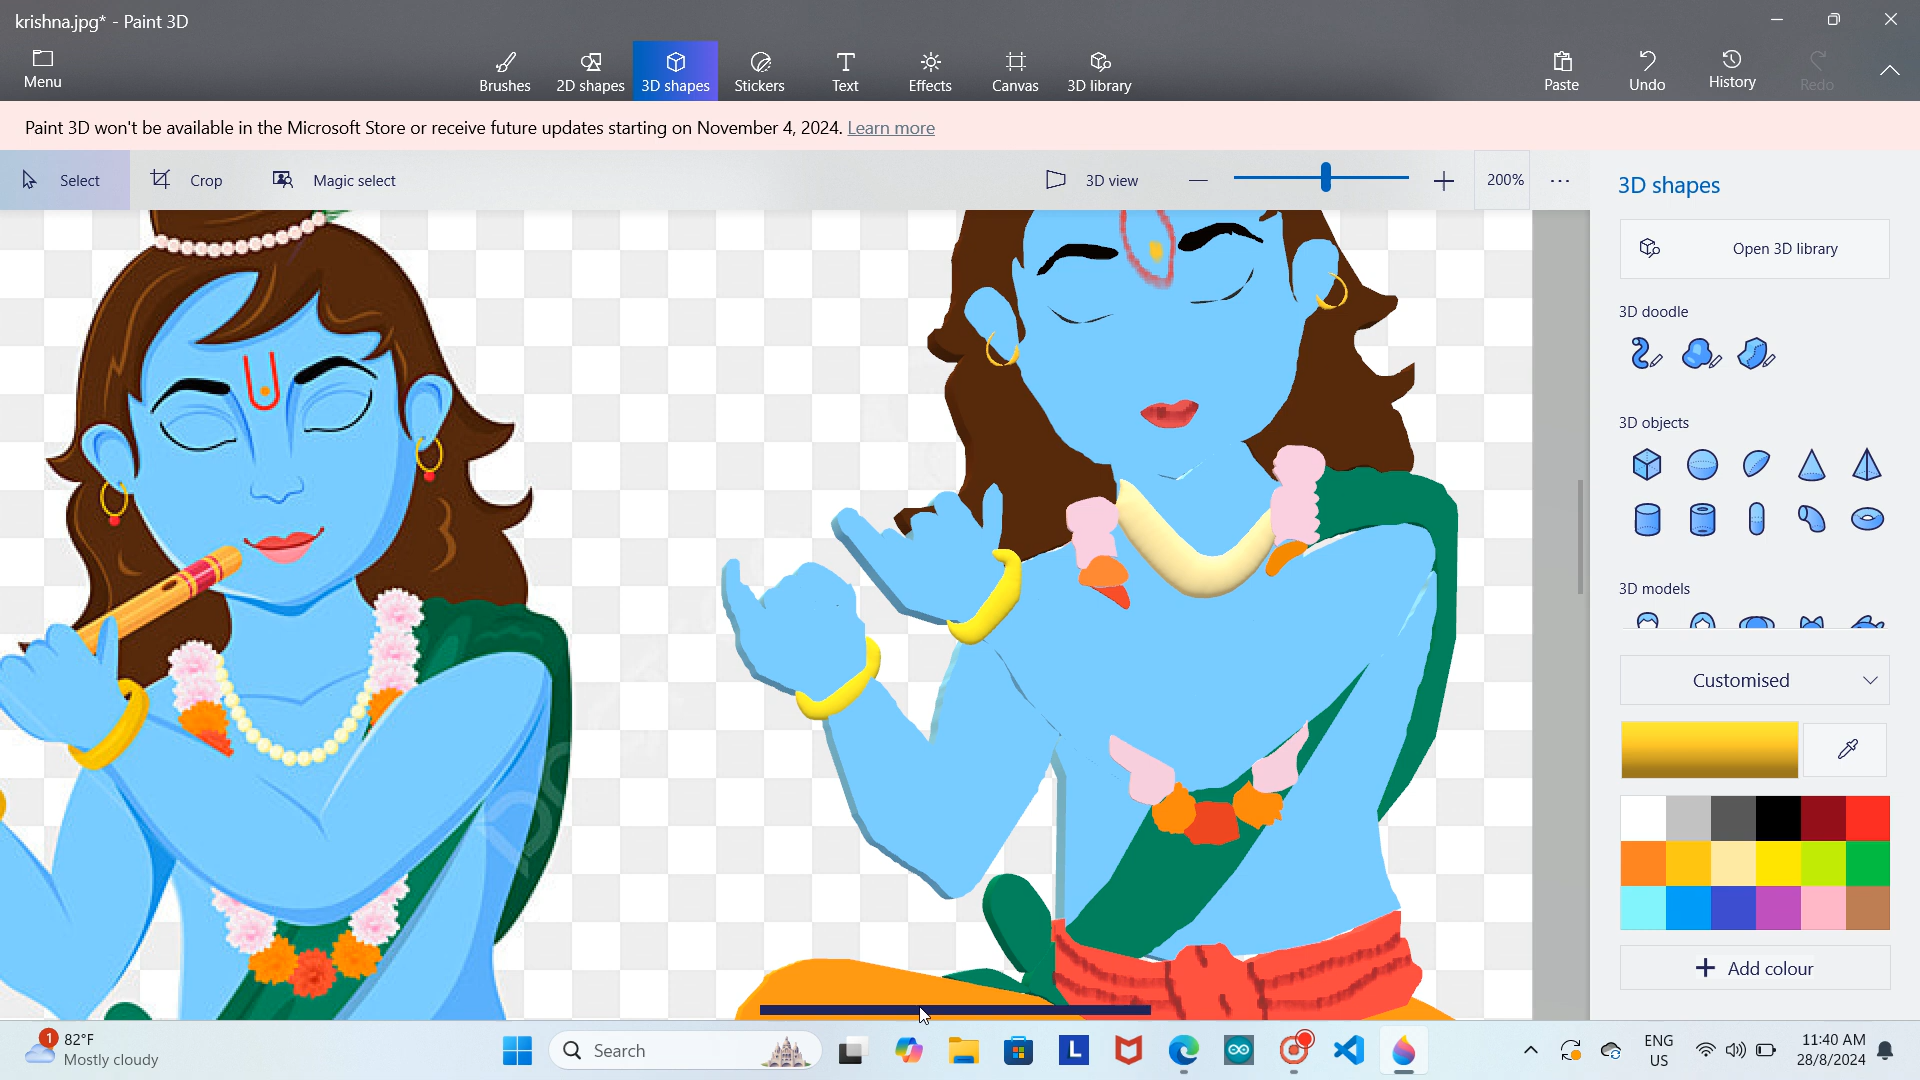 krishna.jpg* - Paint 3D
Menu
Brushes
2D shapes
3D shapes
Stickers
Text
Effects
Canvas
3D library
Paste
Undo
History
Redo
Paint 3D won't be available in the Microsoft Store or receive future updates starting on November 4, 2024. Learn more
Select
Crop
Magic select
3D view
200%
3D shapes
Open 3D library
3D doodle
3D objects
3D models
Customised
Add colour
1
82°F
Mostly cloudy
Search
L
ENG
US
11:40 AM
28/8/2024